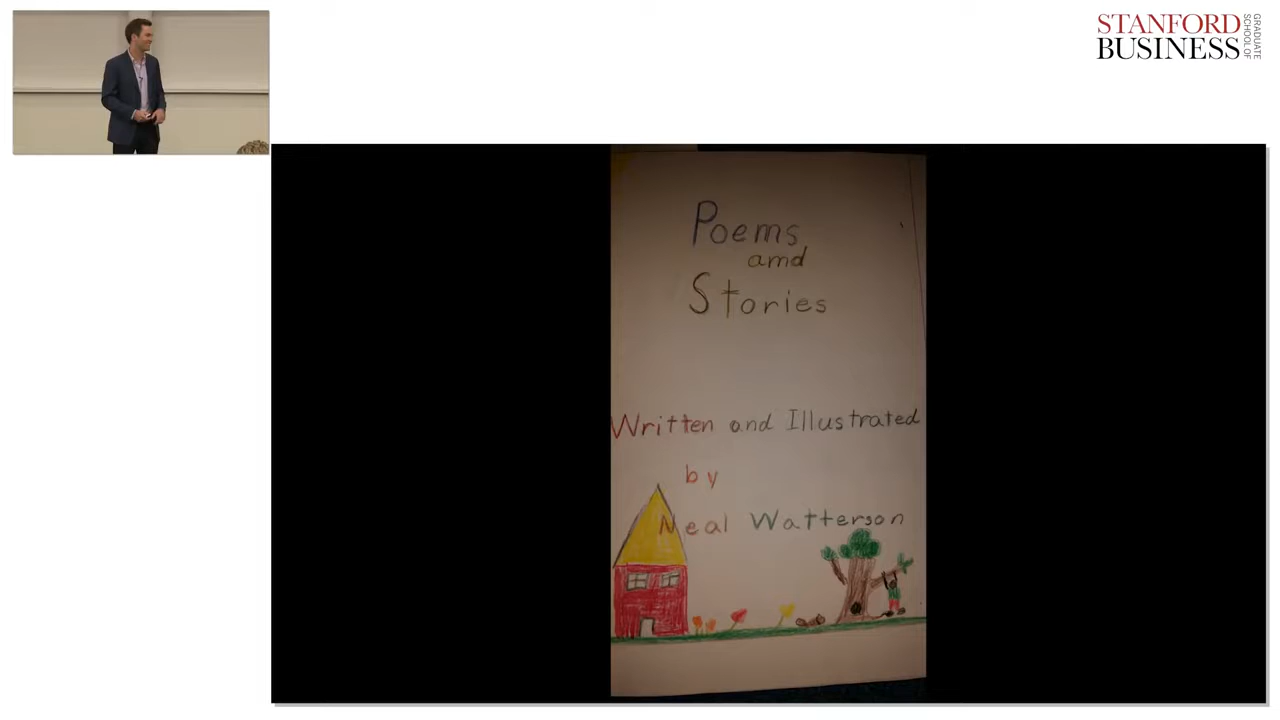 STANFORD
BUSINESS
GRADUATE
SCHOOL OF
Poems
amd
Stories
Written and Illustrated
by
Neal Watterson